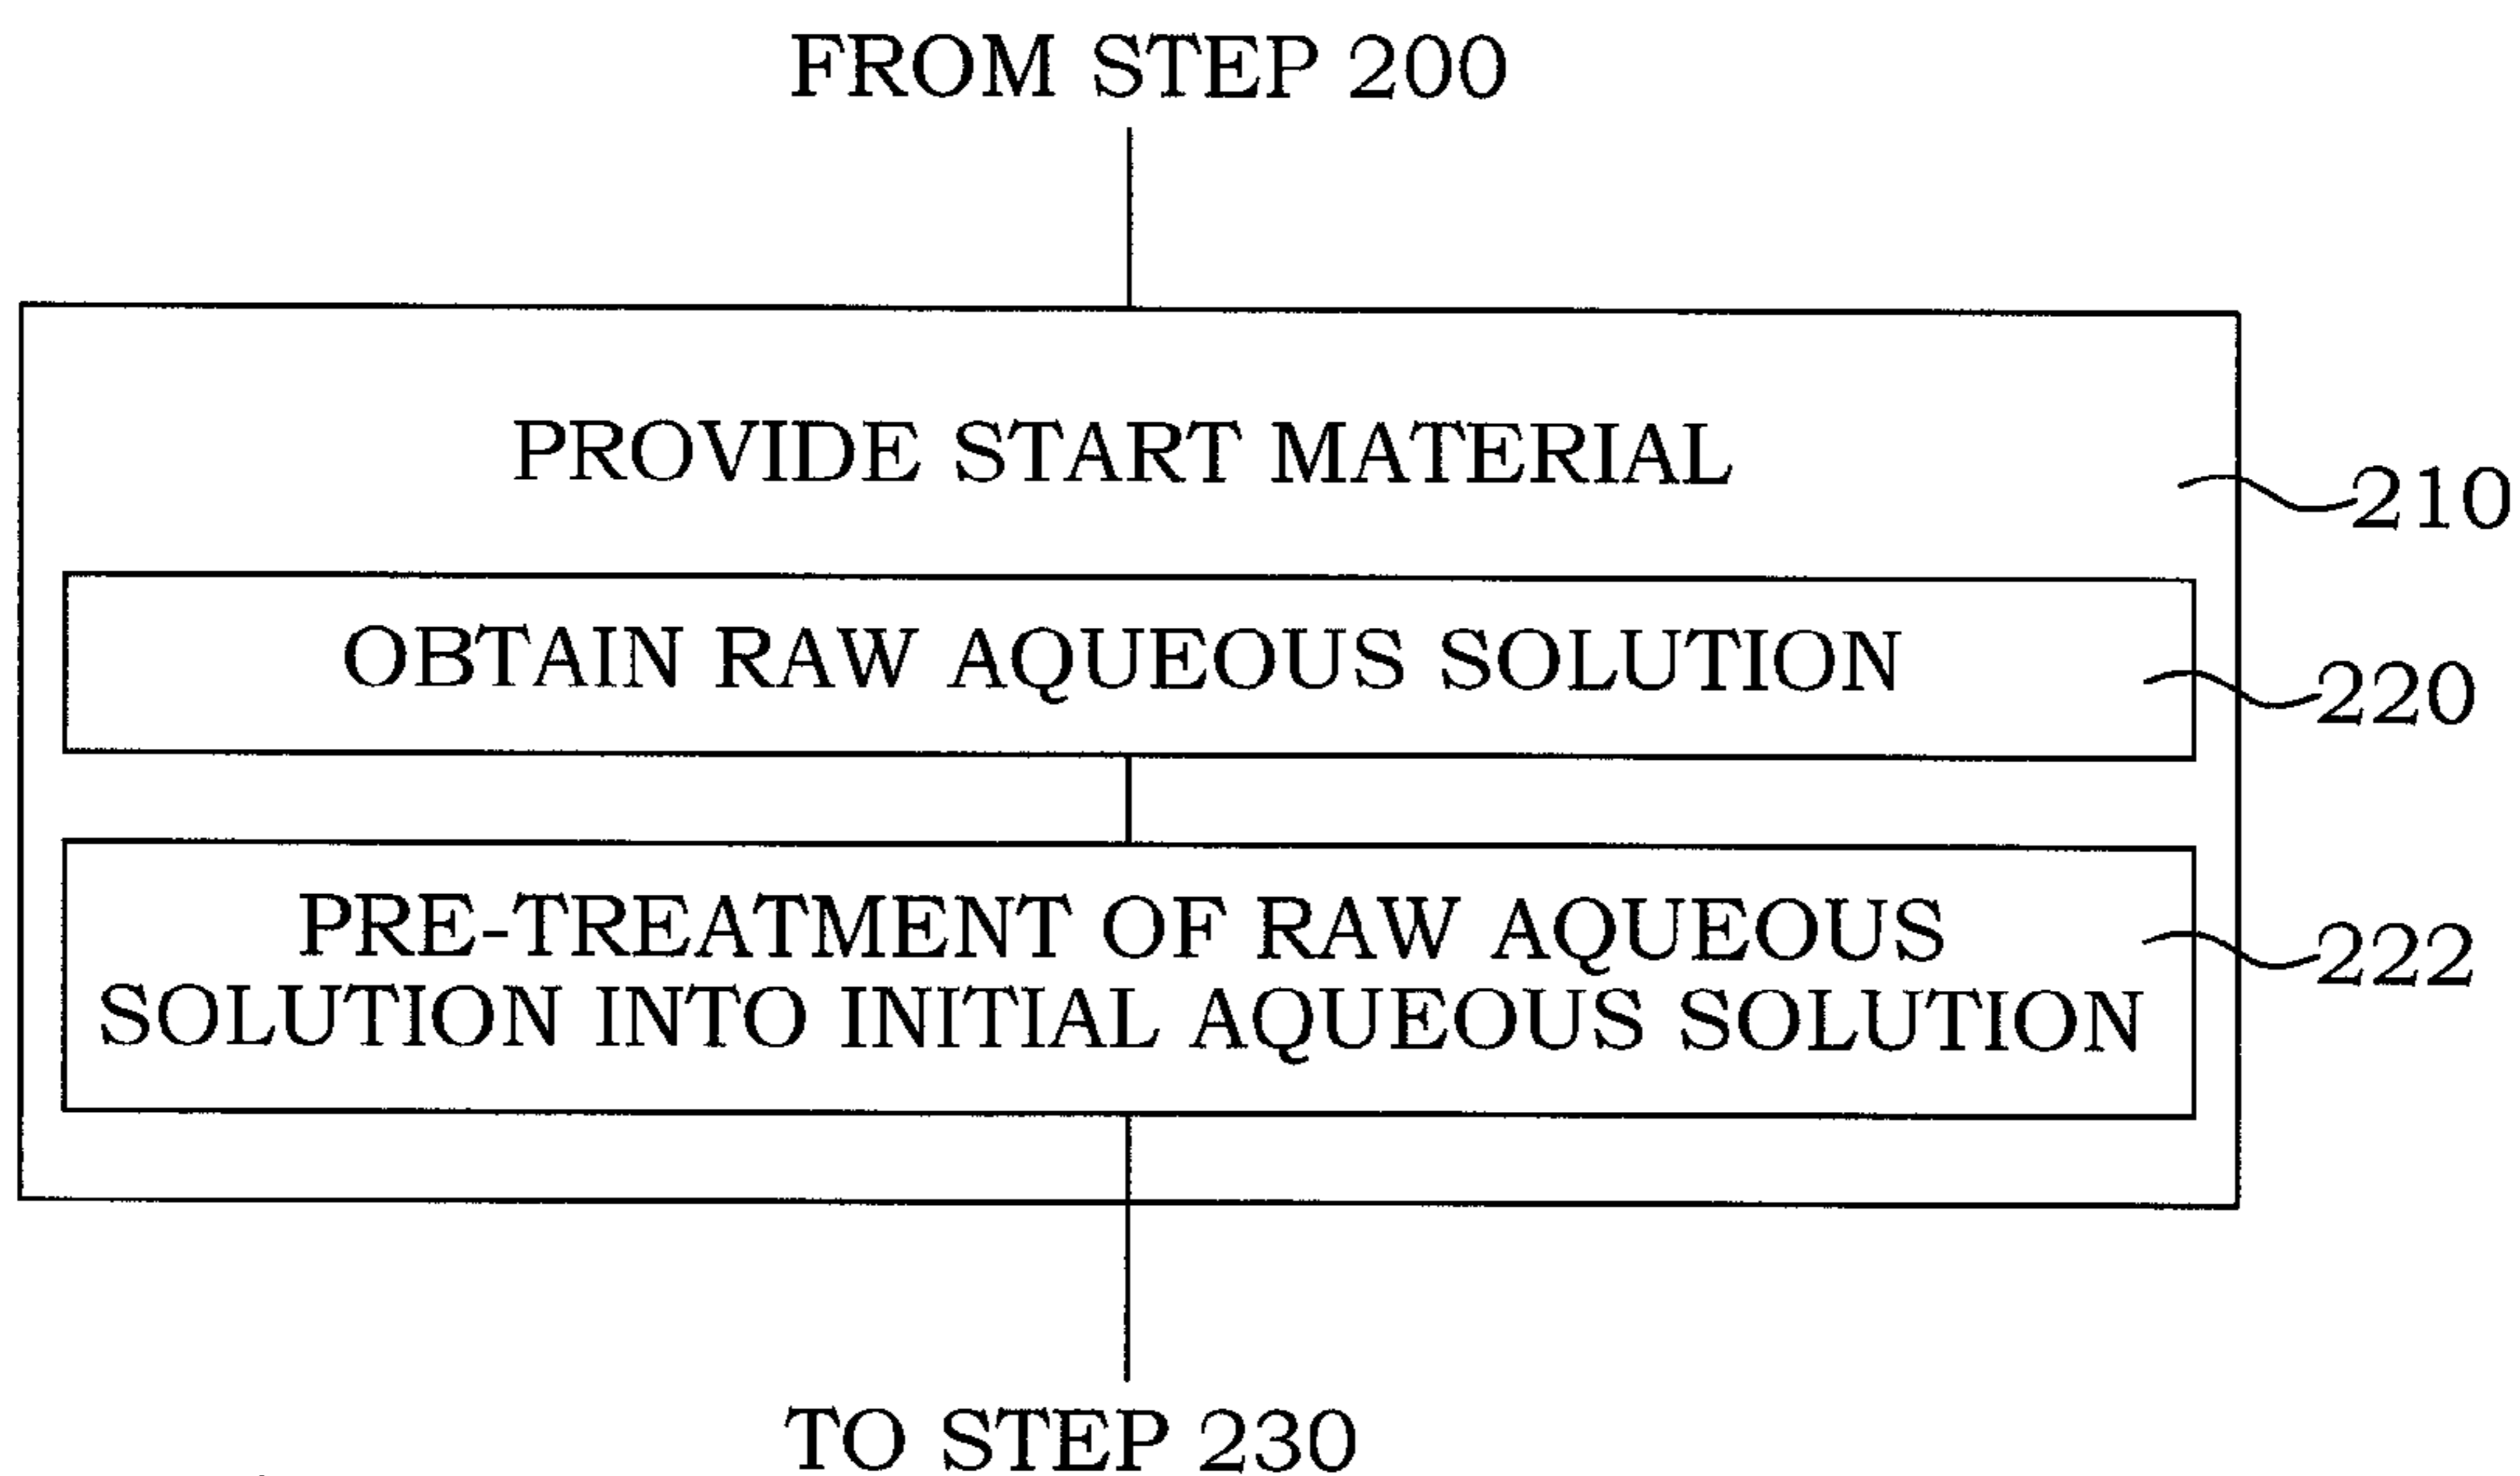 FROM STEP 200
PROVIDE START MATERIAL
210
OBTAIN RAW AQUEOUS SOLUTION
220
PRE-TREATMENT OF RAW AQUEOUS
SOLUTION INTO INITIAL AQUEOUS SOLUTION
222
TO STEP 230